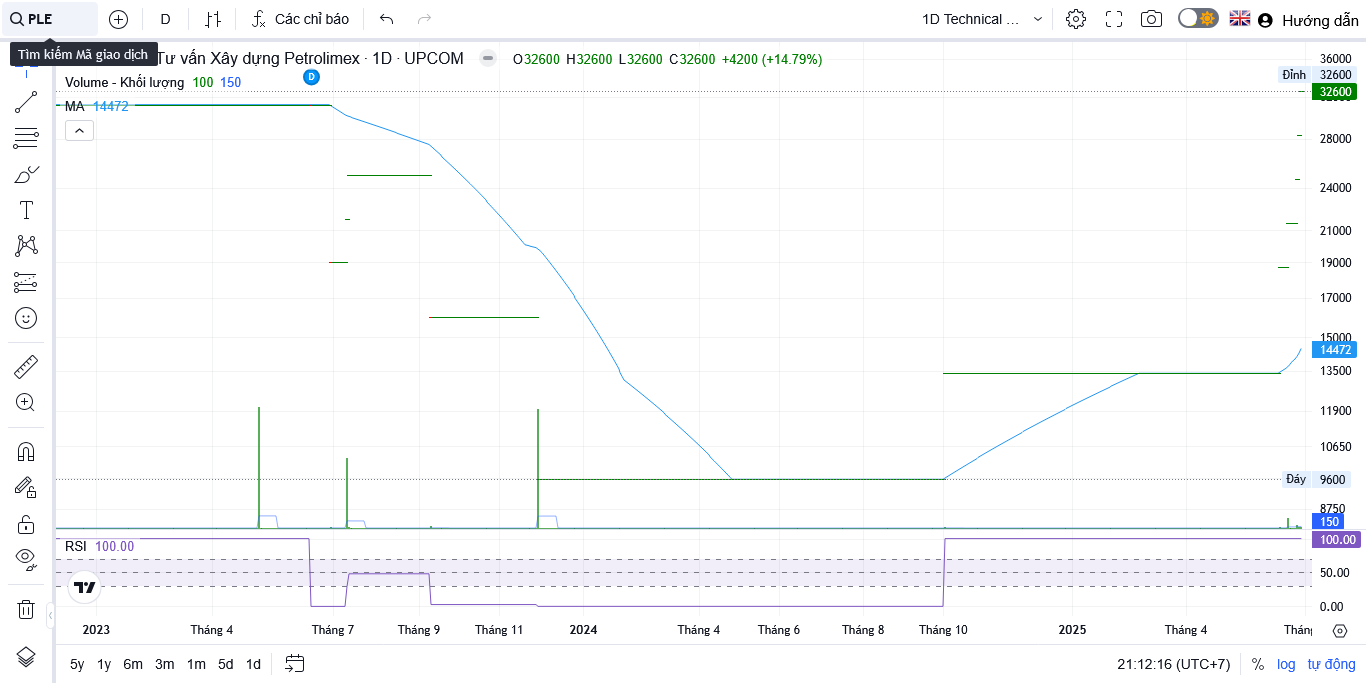 PLE
D
Các chỉ báo
1D Technical ...
Hướng dẫn
Tìm kiếm Mã giao dịch
Tư vấn Xây dựng Petrolimex · 1D · UPCOM
O32600 H32600 L32600 C32600 +4200 (+14.79%)
Volume - Khối lượng 100 150
D
MA 14472
36000
Đỉnh 32600
32600
28000
24000
21000
19000
17000
15000
14472
13500
11900
10650
Đáy 9600
8750
150
RSI 100.00
100.00
50.00
0.00
2023 Tháng 4 Tháng 7 Tháng 9 Tháng 11 2024 Tháng 4 Tháng 6 Tháng 8 Tháng 10 2025 Tháng 4
5y 1y 6m 3m 1m 5d 1d
21:12:16 (UTC+7) % log tự động